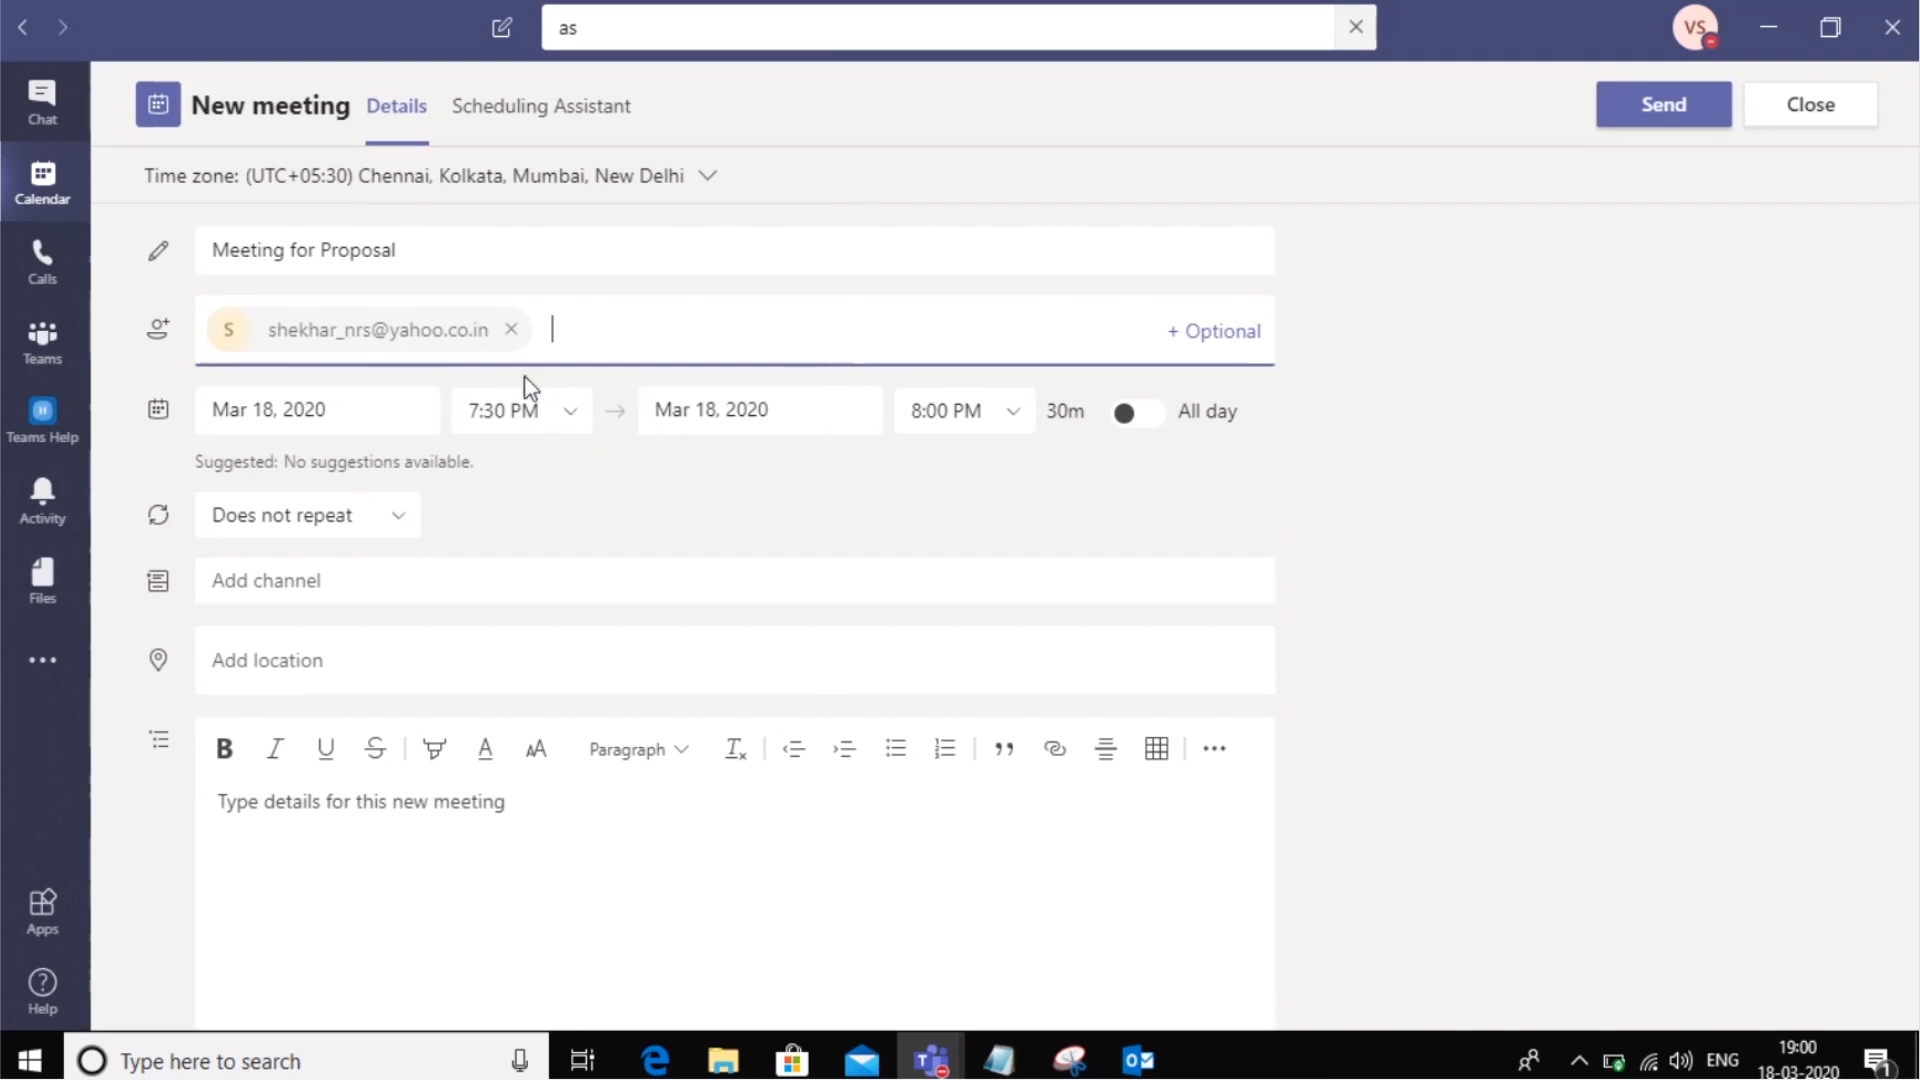 as
VS
Chat
Calendar
Calls
Teams
Teams Help
Activity
Files
Apps
Help
New meeting Details Scheduling Assistant
Send Close
Time zone: (UTC+05:30) Chennai, Kolkata, Mumbai, New Delhi
Meeting for Proposal
S shekhar_nrs@yahoo.co.in + Optional
Mar 18, 2020 7:30 PM Mar 18, 2020 8:00 PM 30m All day
Suggested: No suggestions available.
Does not repeat
Add channel
Add location
B I U S A AA Paragraph Tx
Type details for this new meeting
Type here to search
ENG
19:00
18-03-2020
1